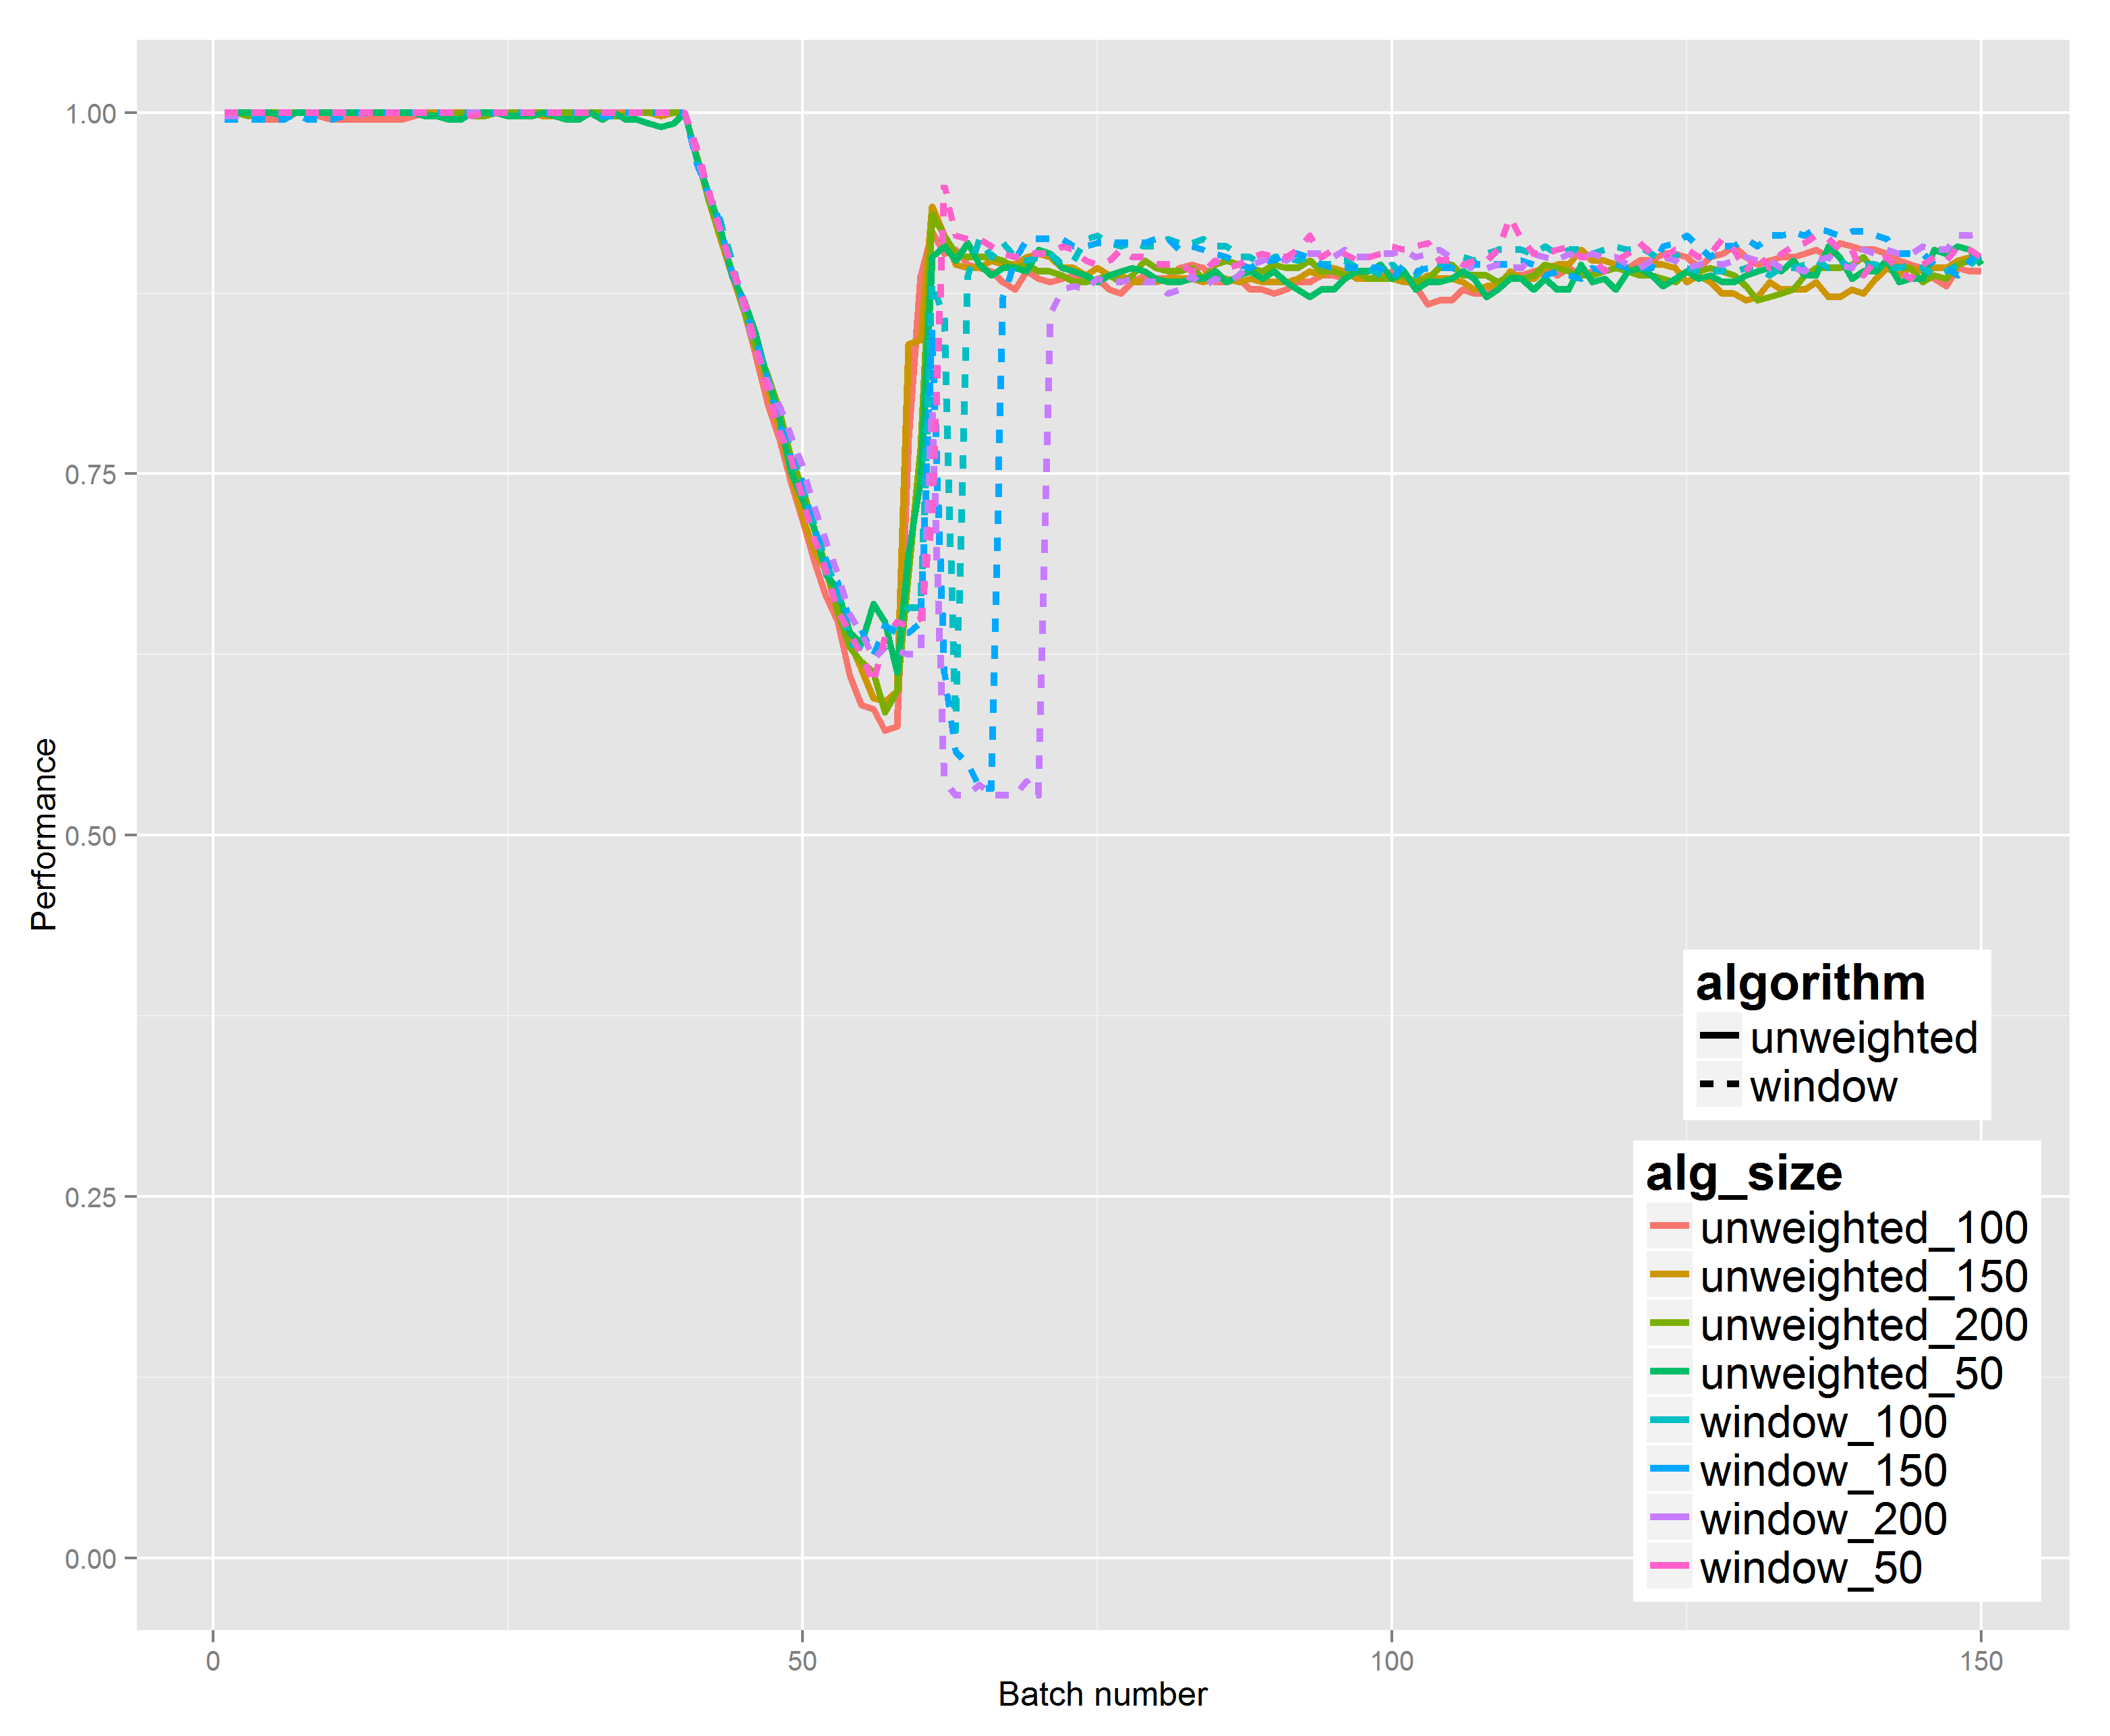 1.00
0.75
0.50
0.25
0.00
Performance
0
50
100
150
Batch number
algorithm
unweighted
window
alg_size
unweighted_100
unweighted_150
unweighted_200
unweighted_50
window_100
window_150
window_200
window_50